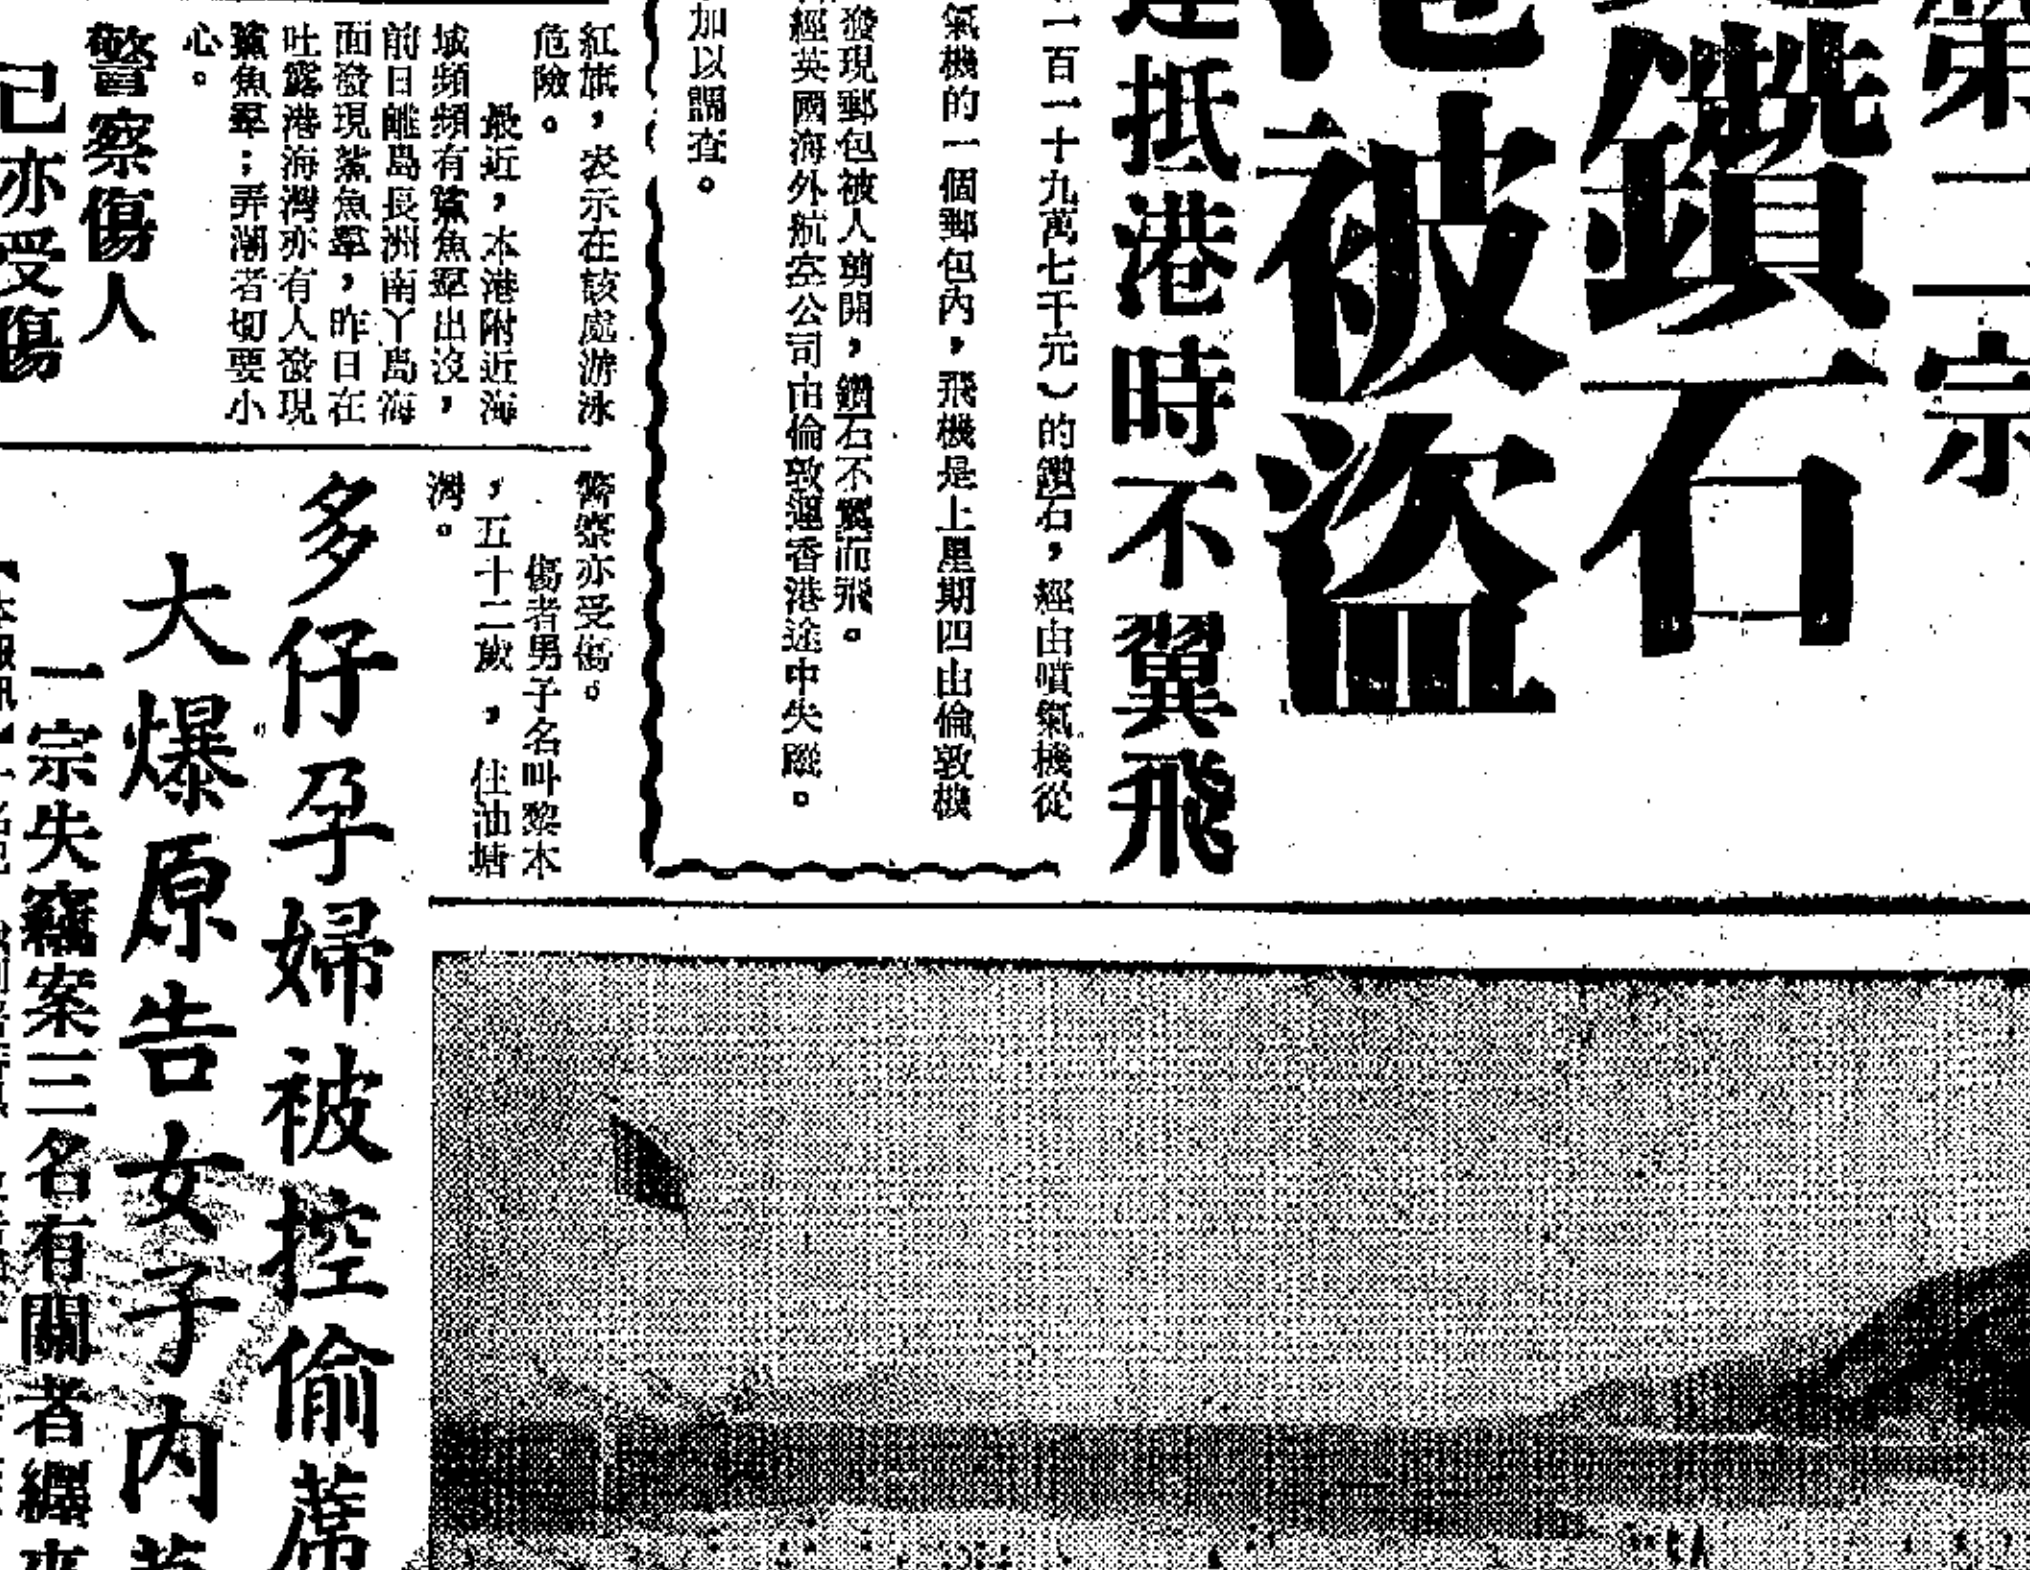 第二宗
鑽石
包被盜
運抵港時不翼飛
一百一十九萬七千元)的鑽石,經由噴氣機從
氣機的一個郵包內,飛機是上星期四由倫敦機
發現郵包被人剪開,鑽石不翼而飛。
經英國海外航空公司由倫敦運香港途中失蹤。
加以調查。
紅旗,表示在該處游泳
危險。
最近,本港附近海
域頻頻有鯊魚羣出沒,
前日離島長洲南丫島海
面發現鯊魚羣,昨日在
吐露港海灣亦有人發現
鯊魚羣;弄潮者切要小
心。
警察傷人
己亦受傷
警察亦受傷。
傷者男子名叫黎木
,五十二歲,住油塘
灣。
多仔孕婦被控偷蓆
大爆原告女子內
一宗失竊案三名有關者纏